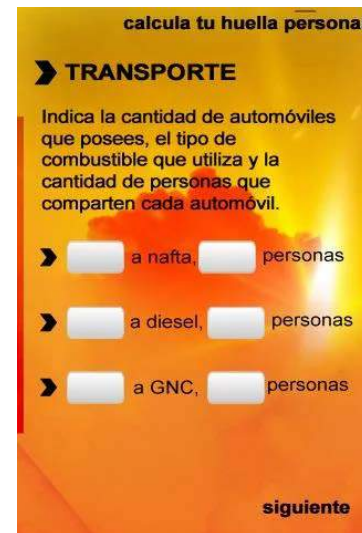 calcula tu huella persona
TRANSPORTE
Indica la cantidad de automóviles
que posees, el tipo de
combustible que utiliza y la
cantidad de personas que
comparten cada automóvil.
a nafta, personas
a diesel, personas
a GNC, personas
siguiente